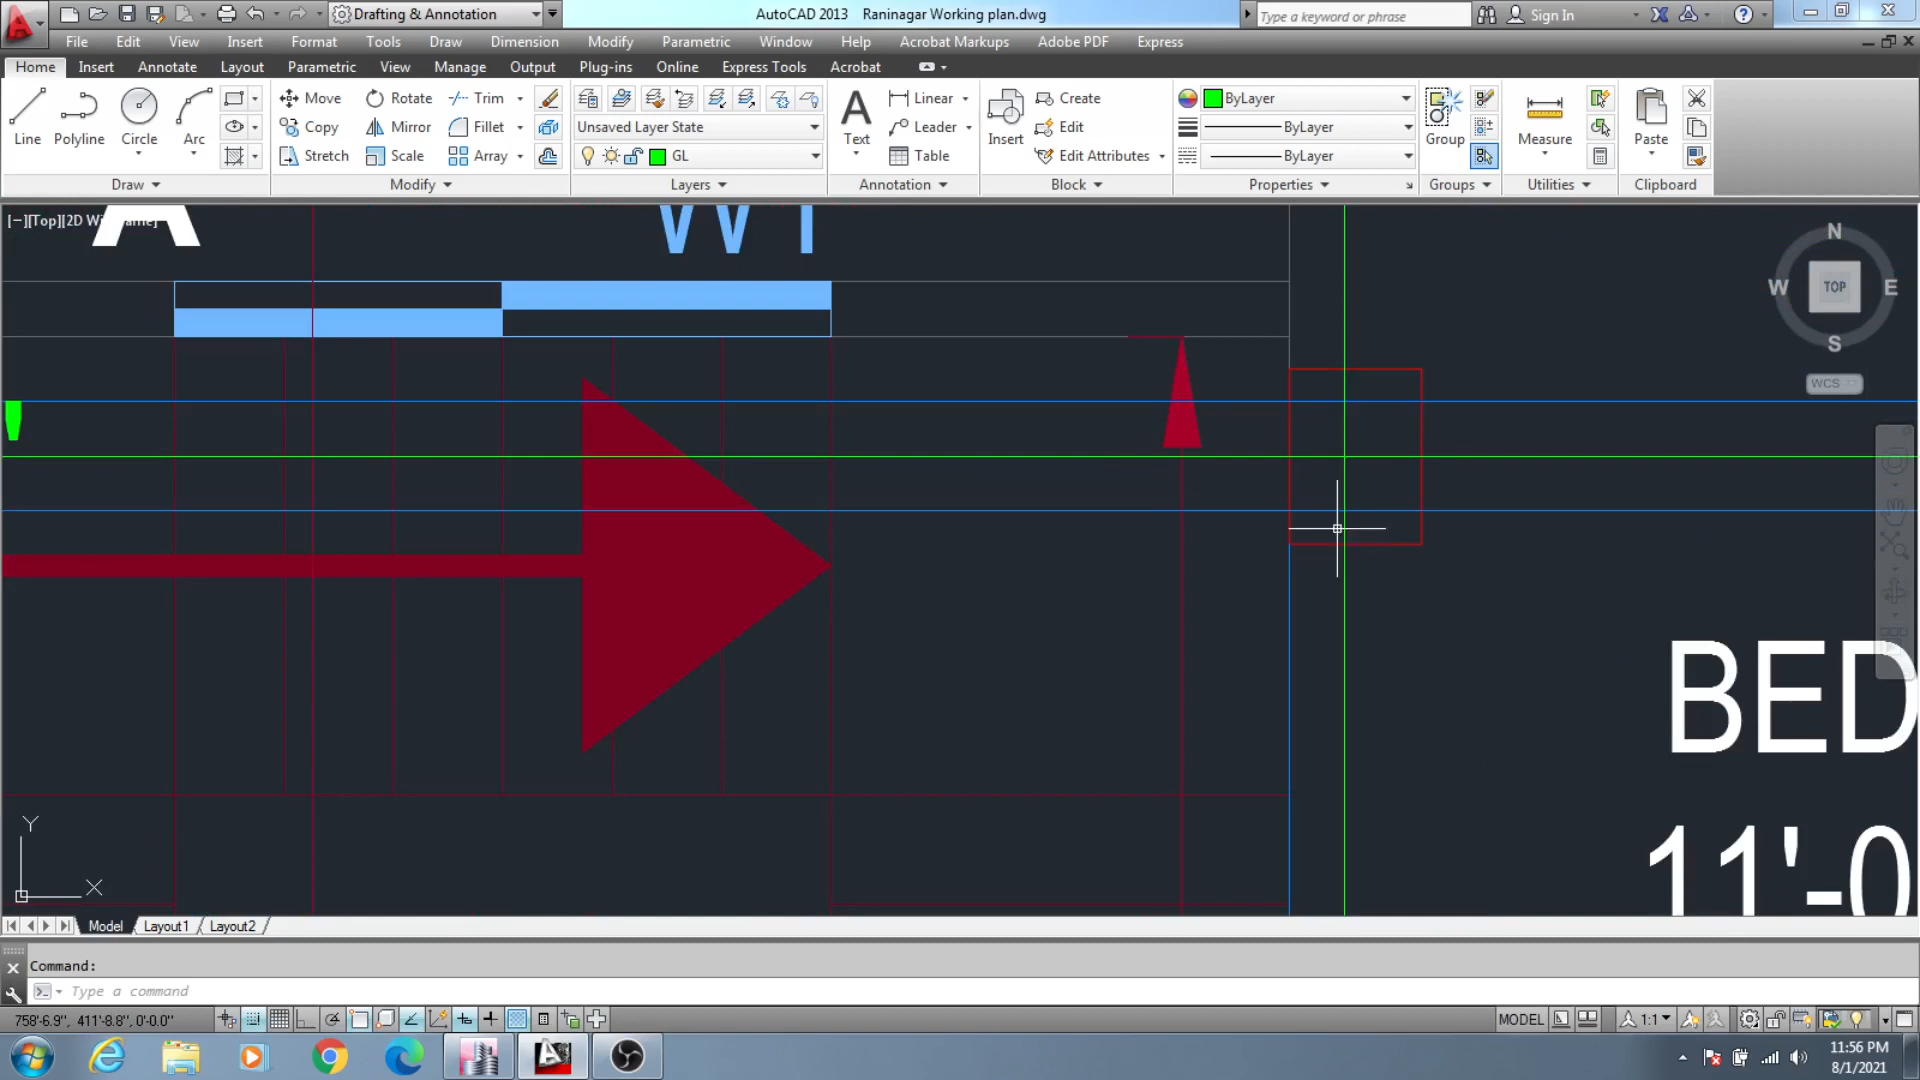 Drafting & Annotation
AutoCAD 2013 Raninagar Working plan.dwg
Type a keyword or phrase
Sign In
File Edit View Insert Format Tools Draw Dimension Modify Parametric Window Help Acrobat Markups Adobe PDF Express
Home Insert Annotate Layout Parametric View Manage Output Plug-ins Online Express Tools Acrobat
Line Polyline Circle Arc
Move Rotate Trim
Copy Mirror Fillet
Stretch Scale Array
Unsaved Layer State
GL
Text
Linear
Leader
Table
Insert
Create
Edit
Edit Attributes
ByLayer
ByLayer
ByLayer
Group
Measure
Paste
Draw Modify Layers Annotation Block Properties Groups Utilities Clipboard
A
W1
N
W TOP E
S
WCS
BED
11'-0
Y
X
Model Layout1 Layout2
Command:
Type a command
758'-6.9", 411'-8.8", 0'-0.0"
MODEL
1:1
11:56 PM
8/1/2021